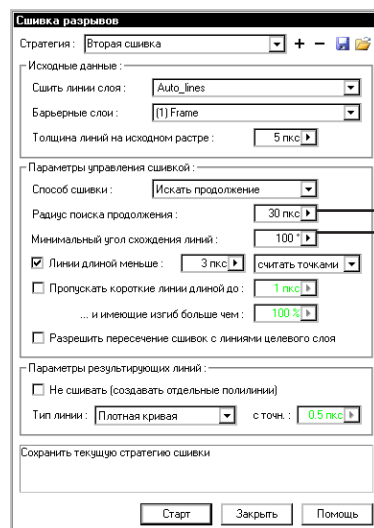 Сшивка разрывов
Стратегия : Вторая сшивка
Исходные данные :
Сшить линии слоя : Auto_lines
Барьерные слои : (1) Frame
Толщина линий на исходном растре : 5 пкс
Параметры управления сшивкой :
Способ сшивки : Искать продолжение
Радиус поиска продолжения : 30 пкс
Минимальный угол схождения линий : 100 °
Линии длиной меньше : 3 пкс считать точками
Пропускать короткие линии длиной до : 1 пкс
... и имеющие изгиб больше чем : 100 %
Разрешить пересечение сшивок с линиями целевого слоя
Параметры результирующих линий :
Не сшивать (создавать отдельные полилинии)
Тип линии : Плотная кривая с точн. : 0.5 пкс
Сохранить текущую стратегию сшивки
Старт Закрыть Помощь